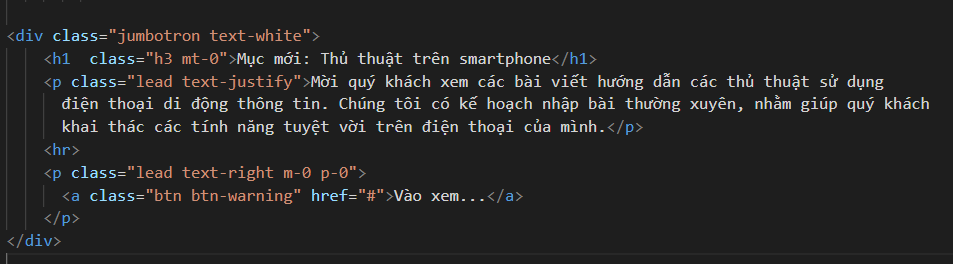 <div class="jumbotron text-white">
<h1  class="h3 mt-0">Mục mới: Thủ thuật trên smartphone</h1>
<p class="lead text-justify">Mời quý khách xem các bài viết hướng dẫn các thủ thuật sử dụng
điện thoại di động thông tin. Chúng tôi có kế hoạch nhập bài thường xuyên, nhằm giúp quý khách
khai thác các tính năng tuyệt vời trên điện thoại của mình.</p>
<hr>
<p class="lead text-right m-0 p-0">
<a class="btn btn-warning" href="#">Vào xem...</a>
</p>
</div>